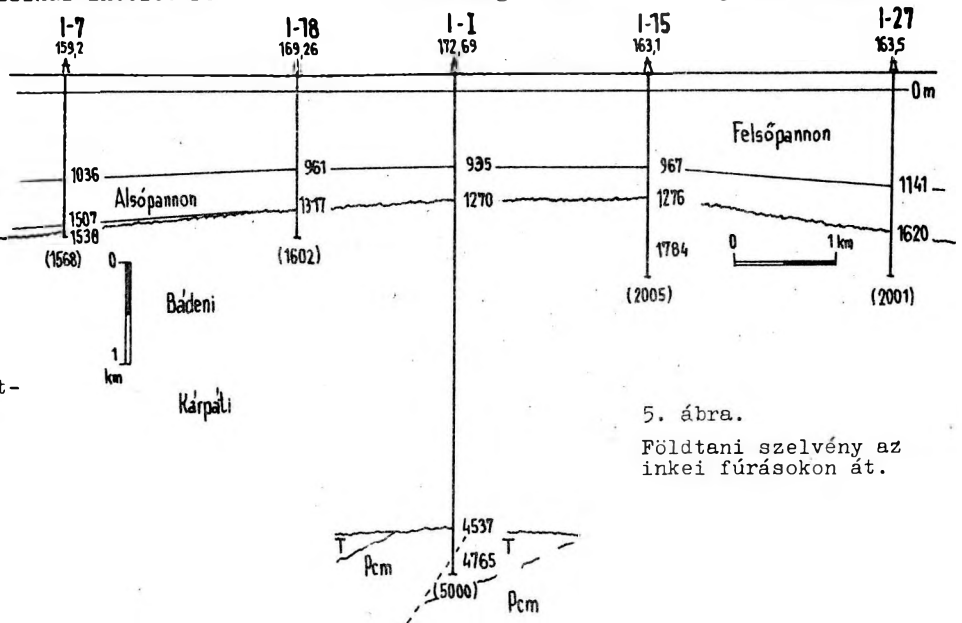 I-7 I-18 I-I I-15 I-27
159,2 169,26 172,69 163,1 163,5
0 m
Felsőpannon
1036 961 935 967 1141
Alsópannon
1507 1317 1270 1276 1620
1538
1784
0 1 km
(1568) (1602) (2005) (2001)
0
Bádeni
1
km
t-
Kárpáti
5. ábra.
Földtani szelvény az
inkei fúrásokon át.
4537
T T
Pcm 4765
(5000) Pcm